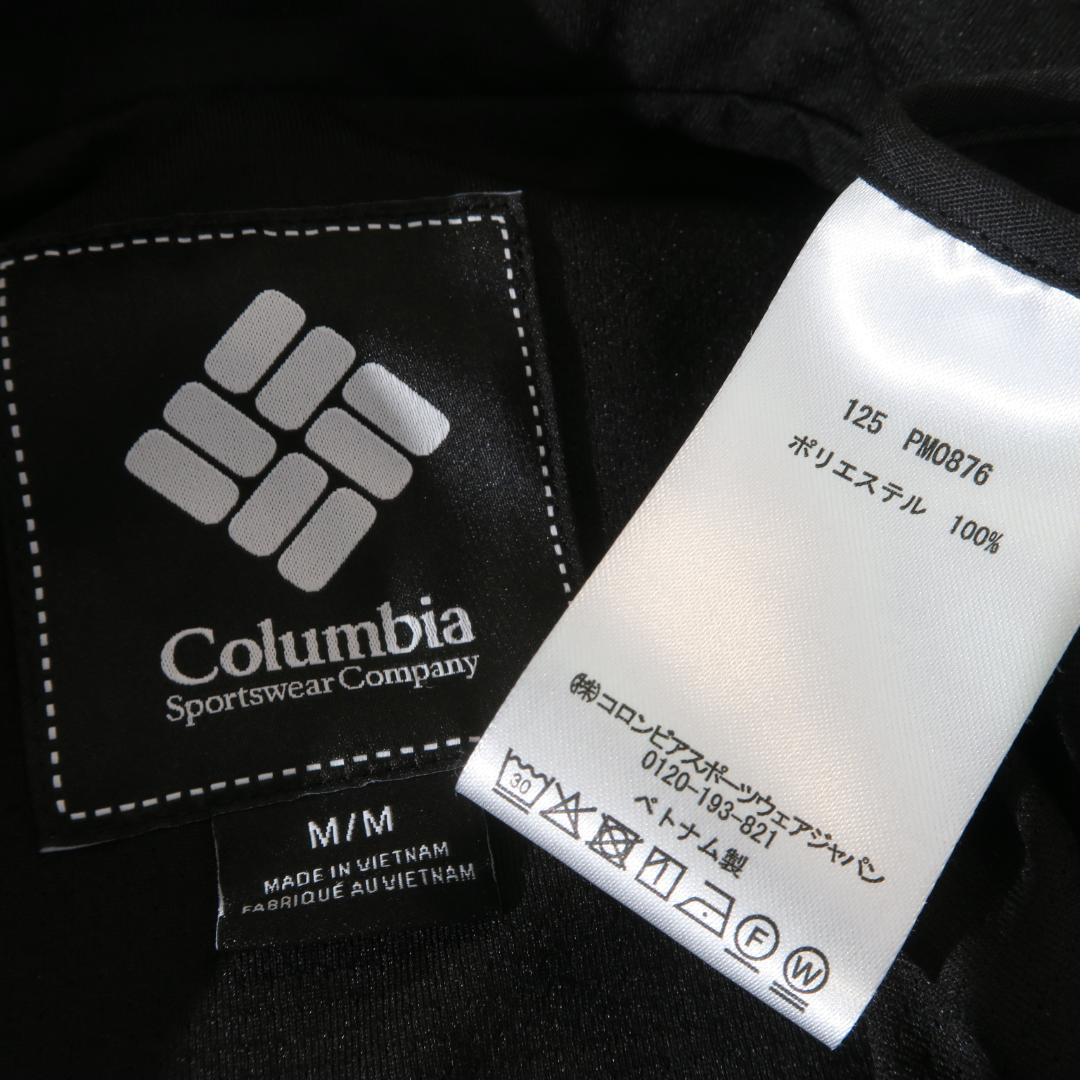 Columbia
Sportswear Company
M/M
MADE IN VIETNAM
FABRIQUÉ AU VIETNAM
125 PM0876
ポリエステル 100%
㈱コロンビアスポーツウェアジャパン
0120-193-821
ベトナム製
30
F
W